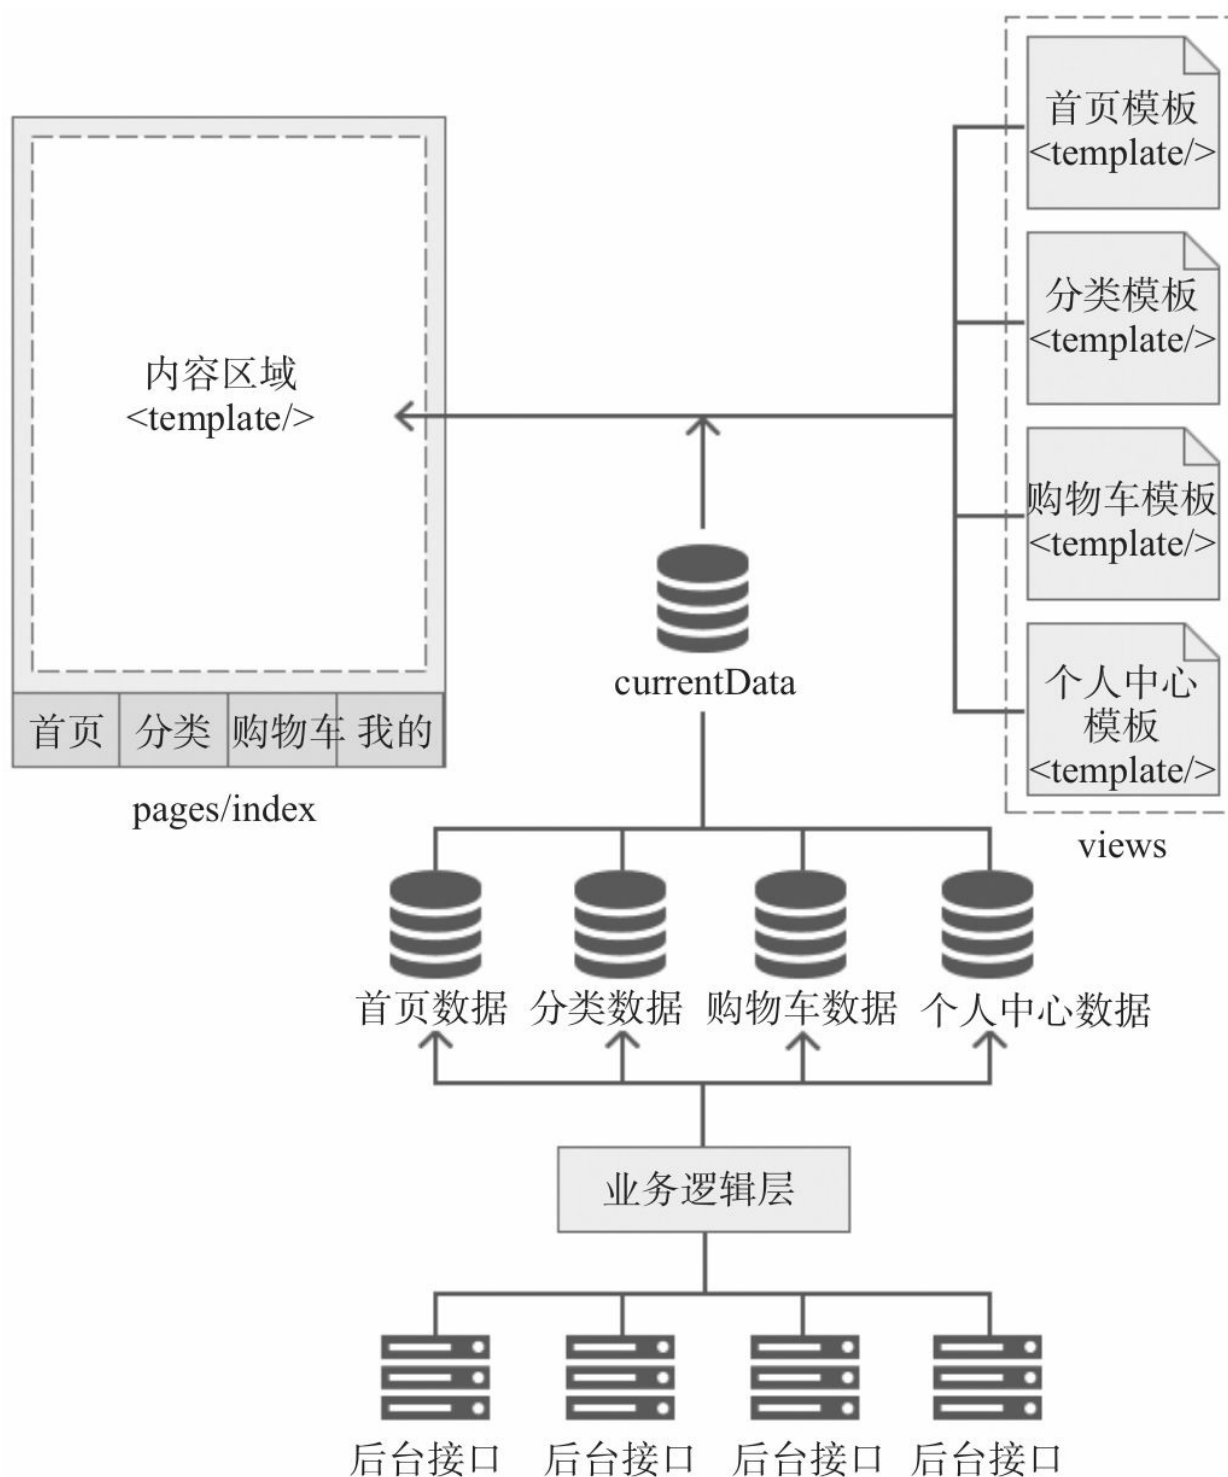 首页模板
<template/>
分类模板
<template/>
内容区域
<template/>
购物车模板
<template/>
currentData
个人中心
模板
<template/>
首页
分类
购物车
我的
pages/index
views
首页数据
分类数据
购物车数据
个人中心数据
业务逻辑层
后台接口
后台接口
后台接口
后台接口